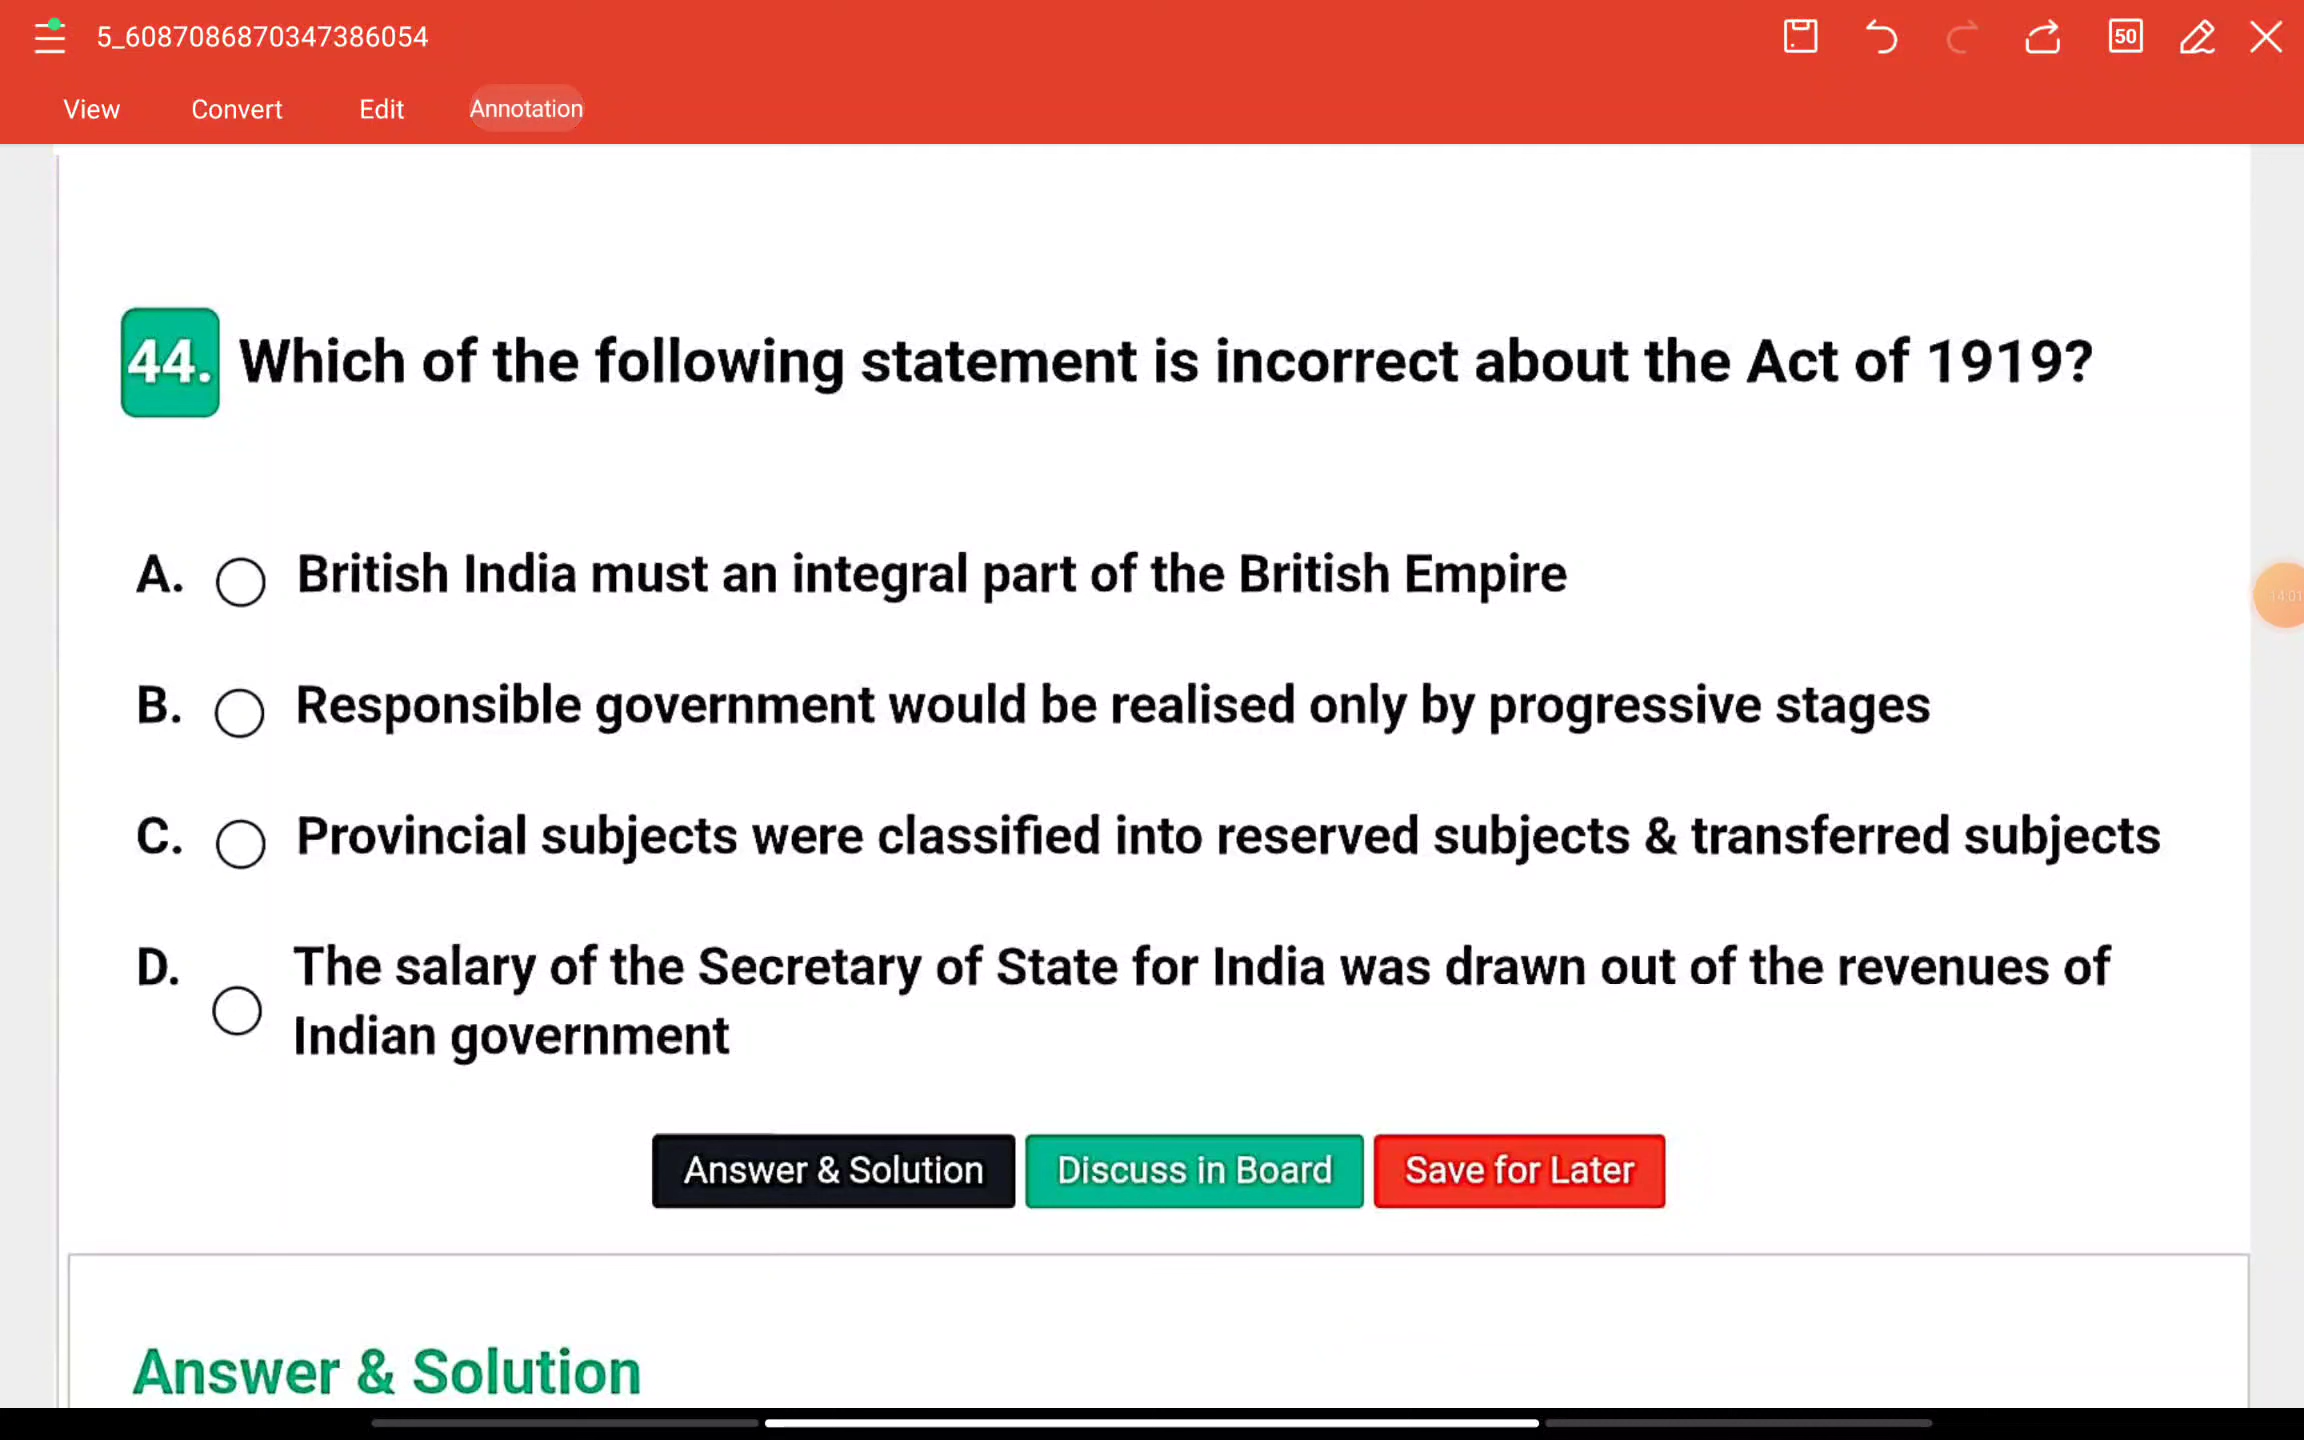 5_6087086870347386054
50
View Convert Edit Annotation
44. Which of the following statement is incorrect about the Act of 1919?
A. British India must an integral part of the British Empire
B. Responsible government would be realised only by progressive stages
C. Provincial subjects were classified into reserved subjects & transferred subjects
D. The salary of the Secretary of State for India was drawn out of the revenues of
Indian government
14:01
Answer & Solution Discuss in Board Save for Later
Answer & Solution